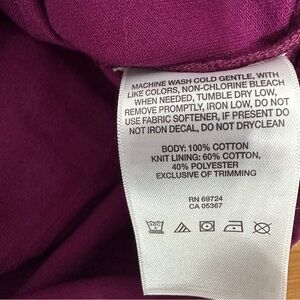 MACHINE WASH COLD GENTLE, WITH
LIKE COLORS, NON-CHLORINE BLEACH
WHEN NEEDED, TUMBLE DRY LOW,
REMOVE PROMPTLY, IRON LOW, DO NOT
USE FABRIC SOFTENER, IF PRESENT DO
NOT IRON DECAL, DO NOT DRYCLEAN
BODY: 100% COTTON
KNIT LINING: 60% COTTON,
40% POLYESTER
EXCLUSIVE OF TRIMMING
RN 69724
CA 05367